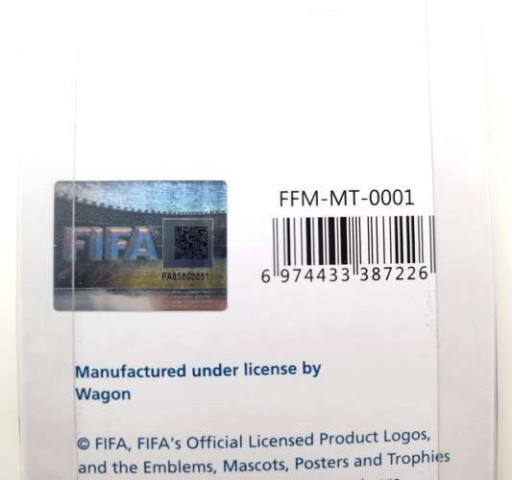 FFM-MT-0001
FIFA
6 974433 387226
Manufactured under license by
Wagon
© FIFA, FIFA's Official Licensed Product Logos,
and the Emblems, Mascots, Posters and Trophies